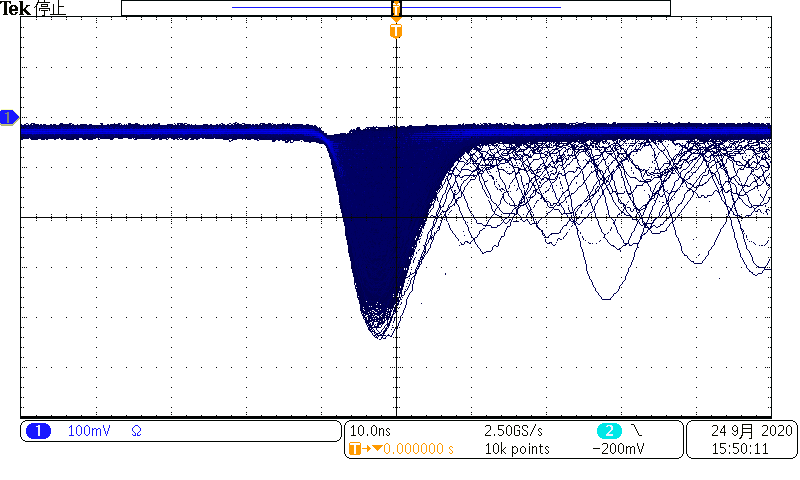 Tek 停止
T
T
1
1 100mV Ω
10.0ns 2.50GS/s 2
T→▼0.000000 s 10k points −200mV
24 9月 2020
15:50:11